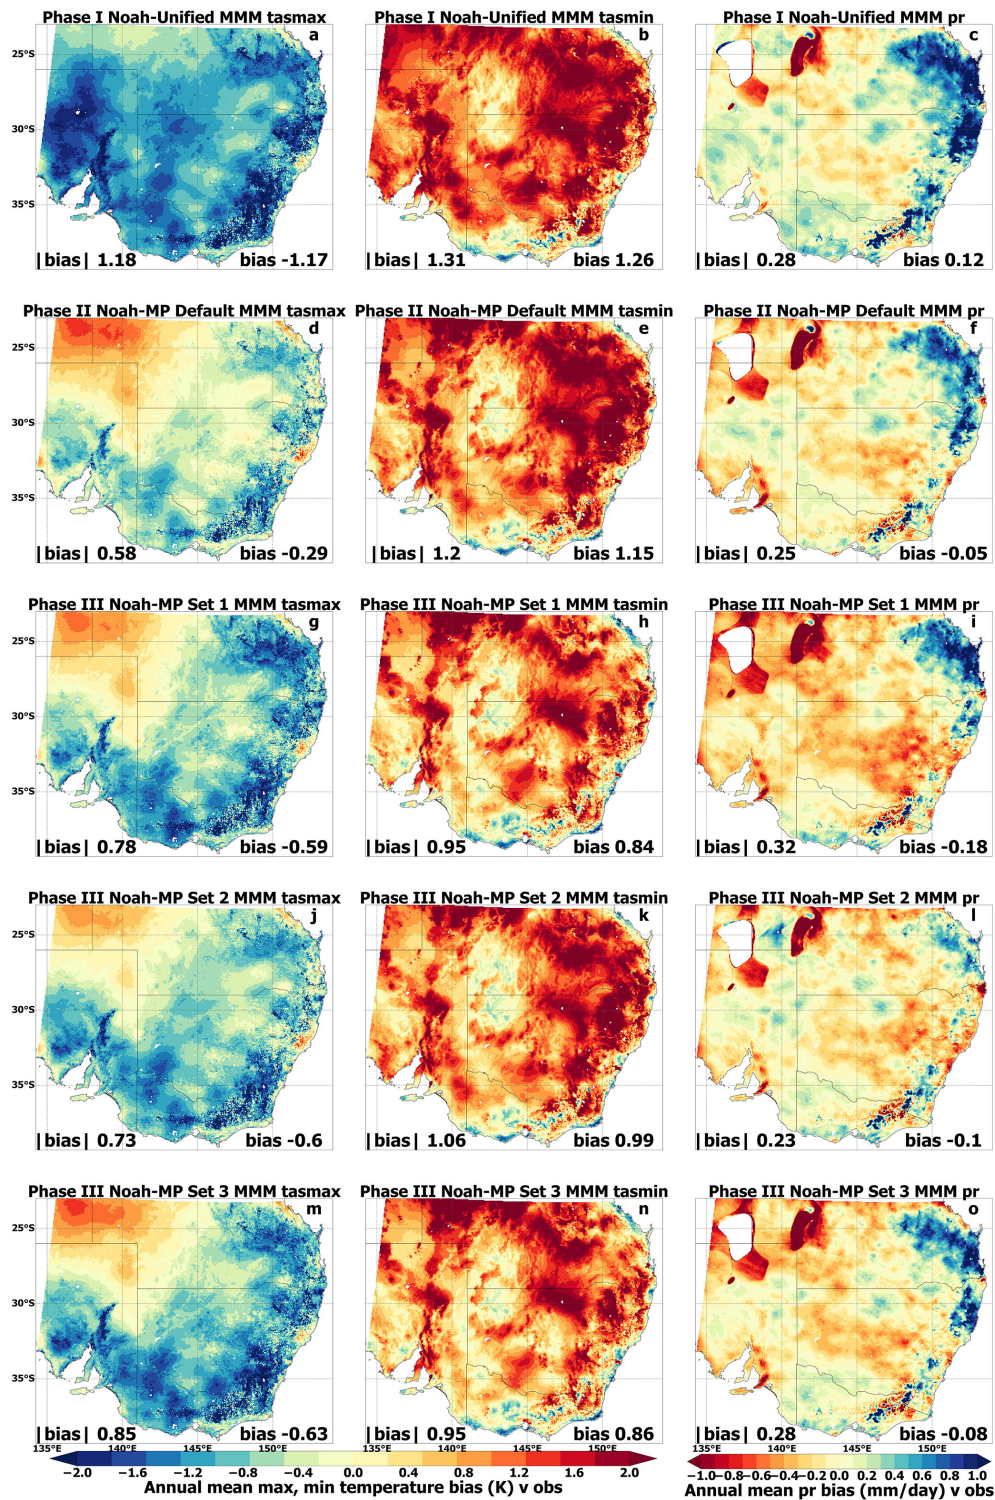 Phase I Noah-Unified MMM tasmax
Phase I Noah-Unified MMM tasmin
Phase I Noah-Unified MMM pr
a
b
c
25°S
30°S
35°S
|bias| 1.18
bias -1.17
|bias| 1.31
bias 1.26
|bias| 0.28
bias 0.12
Phase II Noah-MP Default MMM tasmax
Phase II Noah-MP Default MMM tasmin
Phase II Noah-MP Default MMM pr
d
e
f
25°S
30°S
35°S
|bias| 0.58
bias -0.29
|bias| 1.2
bias 1.15
|bias| 0.25
bias -0.05
Phase III Noah-MP Set 1 MMM tasmax
Phase III Noah-MP Set 1 MMM tasmin
Phase III Noah-MP Set 1 MMM pr
g
h
i
25°S
30°S
35°S
|bias| 0.78
bias -0.59
|bias| 0.95
bias 0.84
|bias| 0.32
bias -0.18
Phase III Noah-MP Set 2 MMM tasmax
Phase III Noah-MP Set 2 MMM tasmin
Phase III Noah-MP Set 2 MMM pr
j
k
l
25°S
30°S
35°S
|bias| 0.73
bias -0.6
|bias| 1.06
bias 0.99
|bias| 0.23
bias -0.1
Phase III Noah-MP Set 3 MMM tasmax
Phase III Noah-MP Set 3 MMM tasmin
Phase III Noah-MP Set 3 MMM pr
m
n
o
25°S
30°S
35°S
|bias| 0.85
bias -0.63
|bias| 0.95
bias 0.86
|bias| 0.28
bias -0.08
135°E 140°E 145°E 150°E
135°E 140°E 145°E 150°E
135°E 140°E 145°E 150°E
−2.0 −1.6 −1.2 −0.8 −0.4 0.0 0.4 0.8 1.2 1.6 2.0
Annual mean max, min temperature bias (K) v obs
−1.0 −0.8 −0.6 −0.4 −0.2 0.0 0.2 0.4 0.6 0.8 1.0
Annual mean pr bias (mm/day) v obs